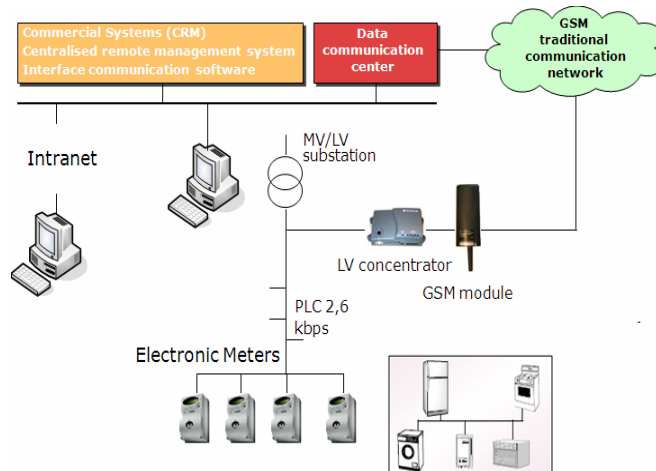 Commercial Systems (CRM)
Centralised remote management system
Interface communication software
Data
communication
center
GSM
traditional
communication
network
Intranet
MV/LV
substation
LV concentrator
GSM module
PLC 2,6
kbps
Electronic Meters